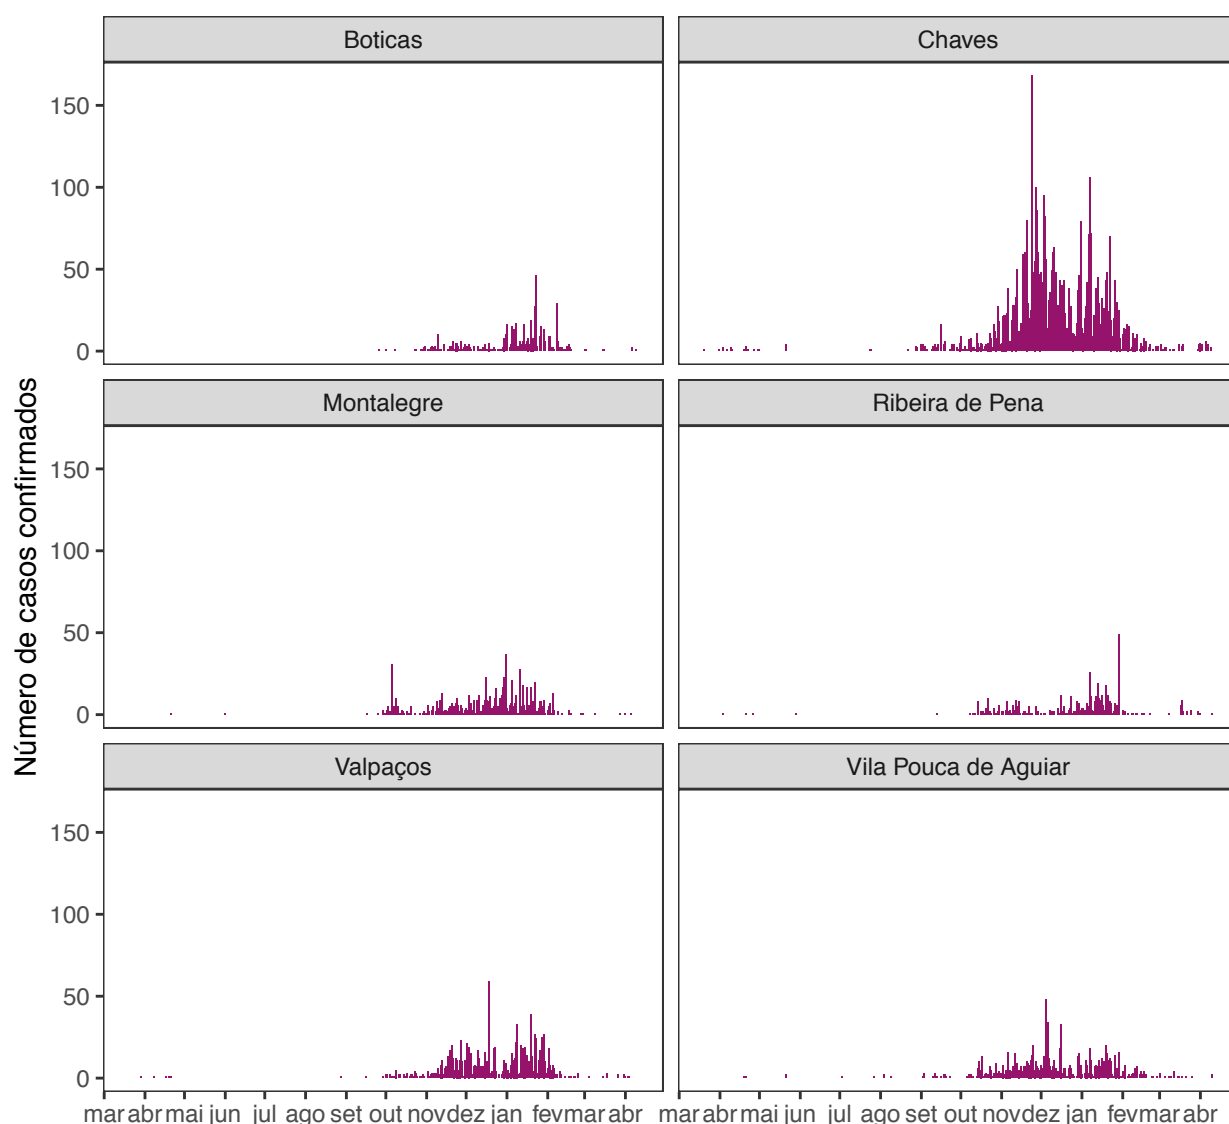 Boticas
Chaves
150
100
50
0
Montalegre
Ribeira de Pena
150
100
50
0
Número de casos confirmados
Valpaços
Vila Pouca de Aguiar
150
100
50
0
mar abr mai jun jul ago set out nov dez jan fev mar abr
mar abr mai jun jul ago set out nov dez jan fev mar abr